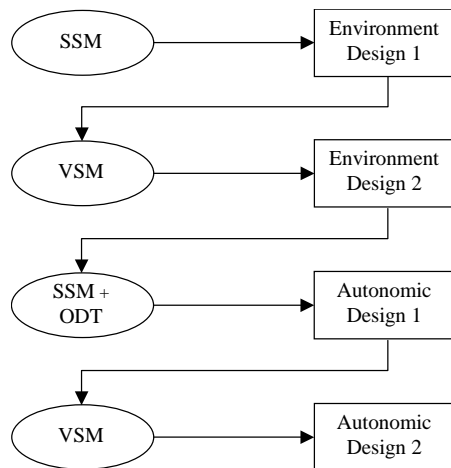 SSM
Environment
Design 1
VSM
Environment
Design 2
SSM +
ODT
Autonomic
Design 1
VSM
Autonomic
Design 2